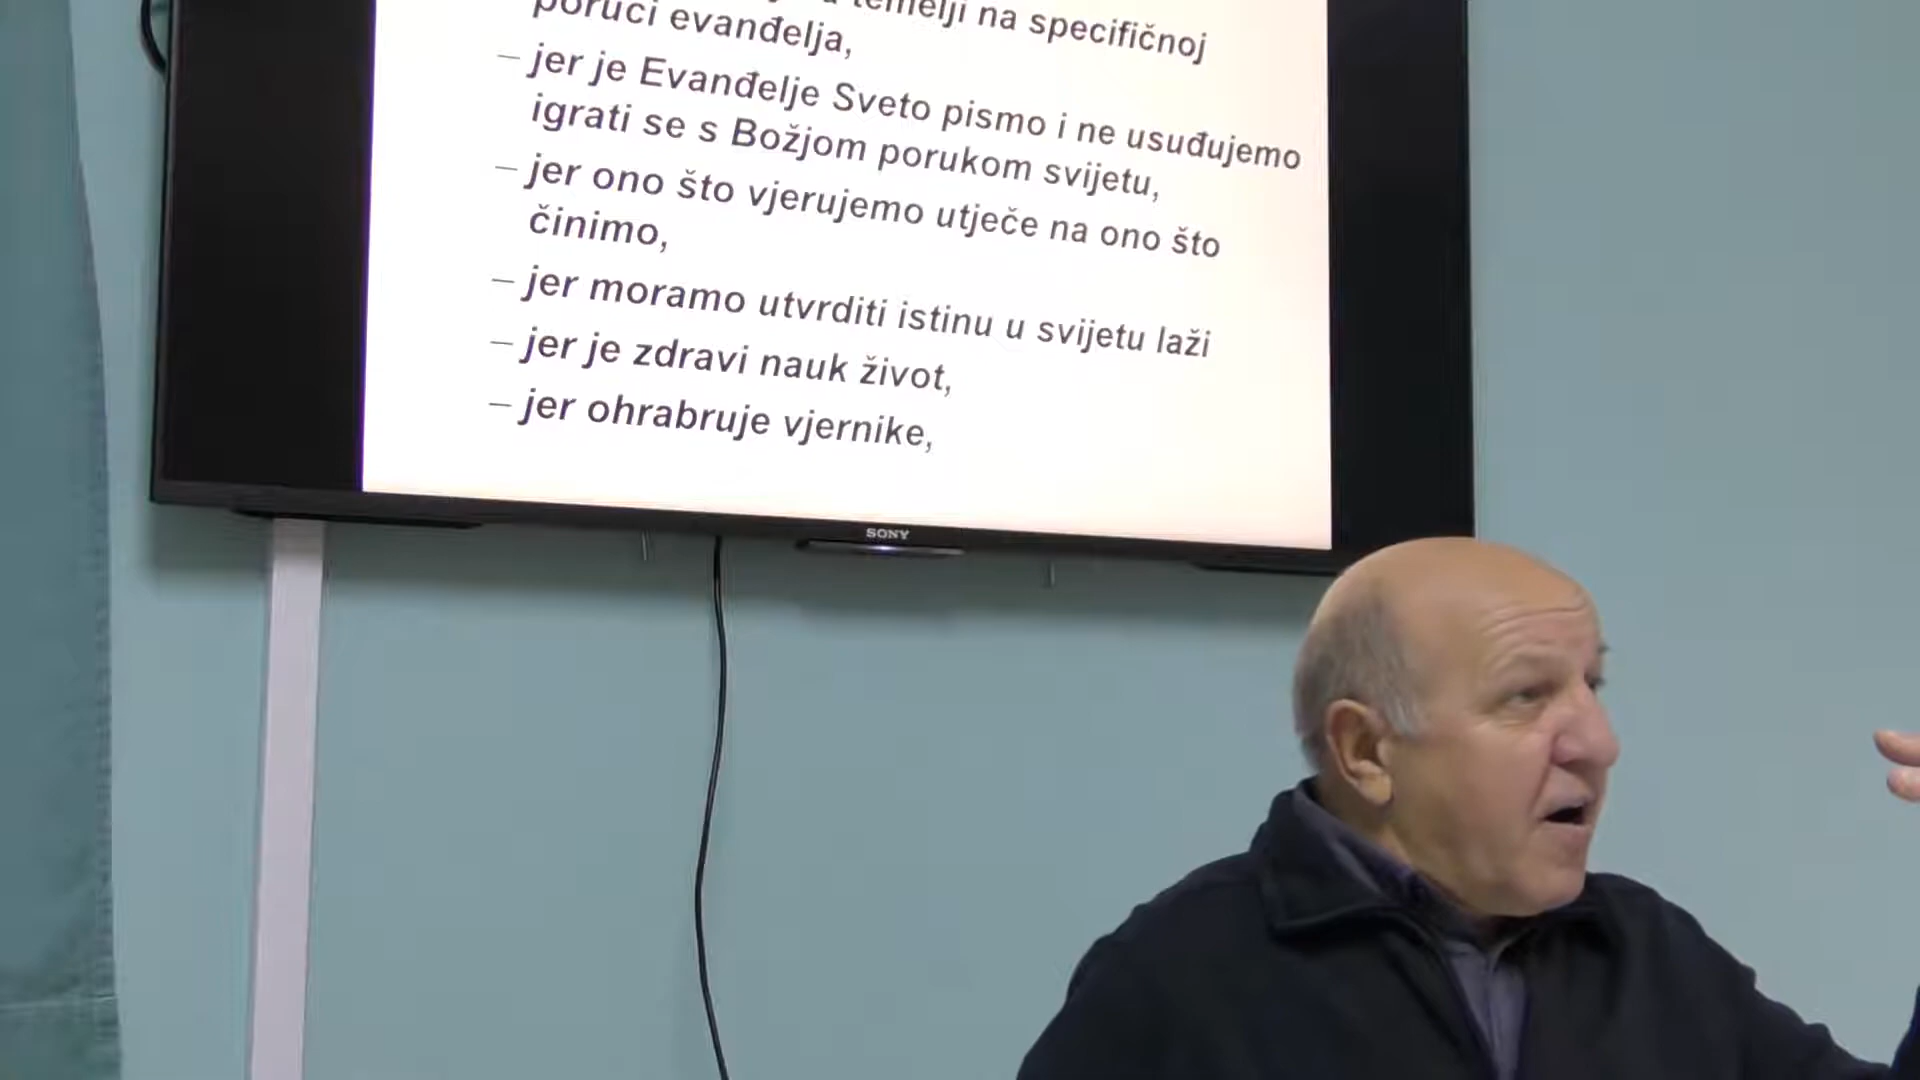 temelji na specifičnoj
poruci evanđelja,
– jer je Evanđelje Sveto pismo i ne usuđujemo
igrati se s Božjom porukom svijetu,
– jer ono što vjerujemo utječe na ono što
činimo,
– jer moramo utvrditi istinu u svijetu laži
– jer je zdravi nauk život,
– jer ohrabruje vjernike,
SONY